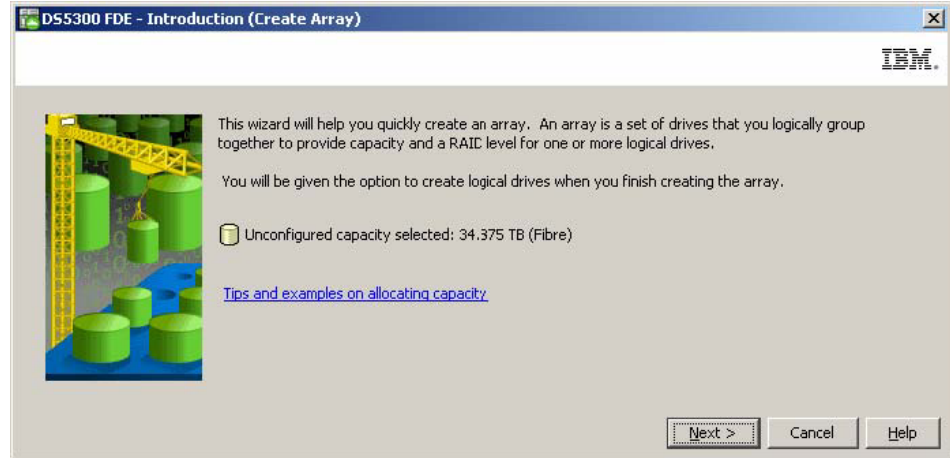 DS5300 FDE - Introduction (Create Array)
IBM.
This wizard will help you quickly create an array. An array is a set of drives that you logically group
together to provide capacity and a RAID level for one or more logical drives.
You will be given the option to create logical drives when you finish creating the array.
Unconfigured capacity selected: 34.375 TB (Fibre)
Tips and examples on allocating capacity
Next > Cancel Help